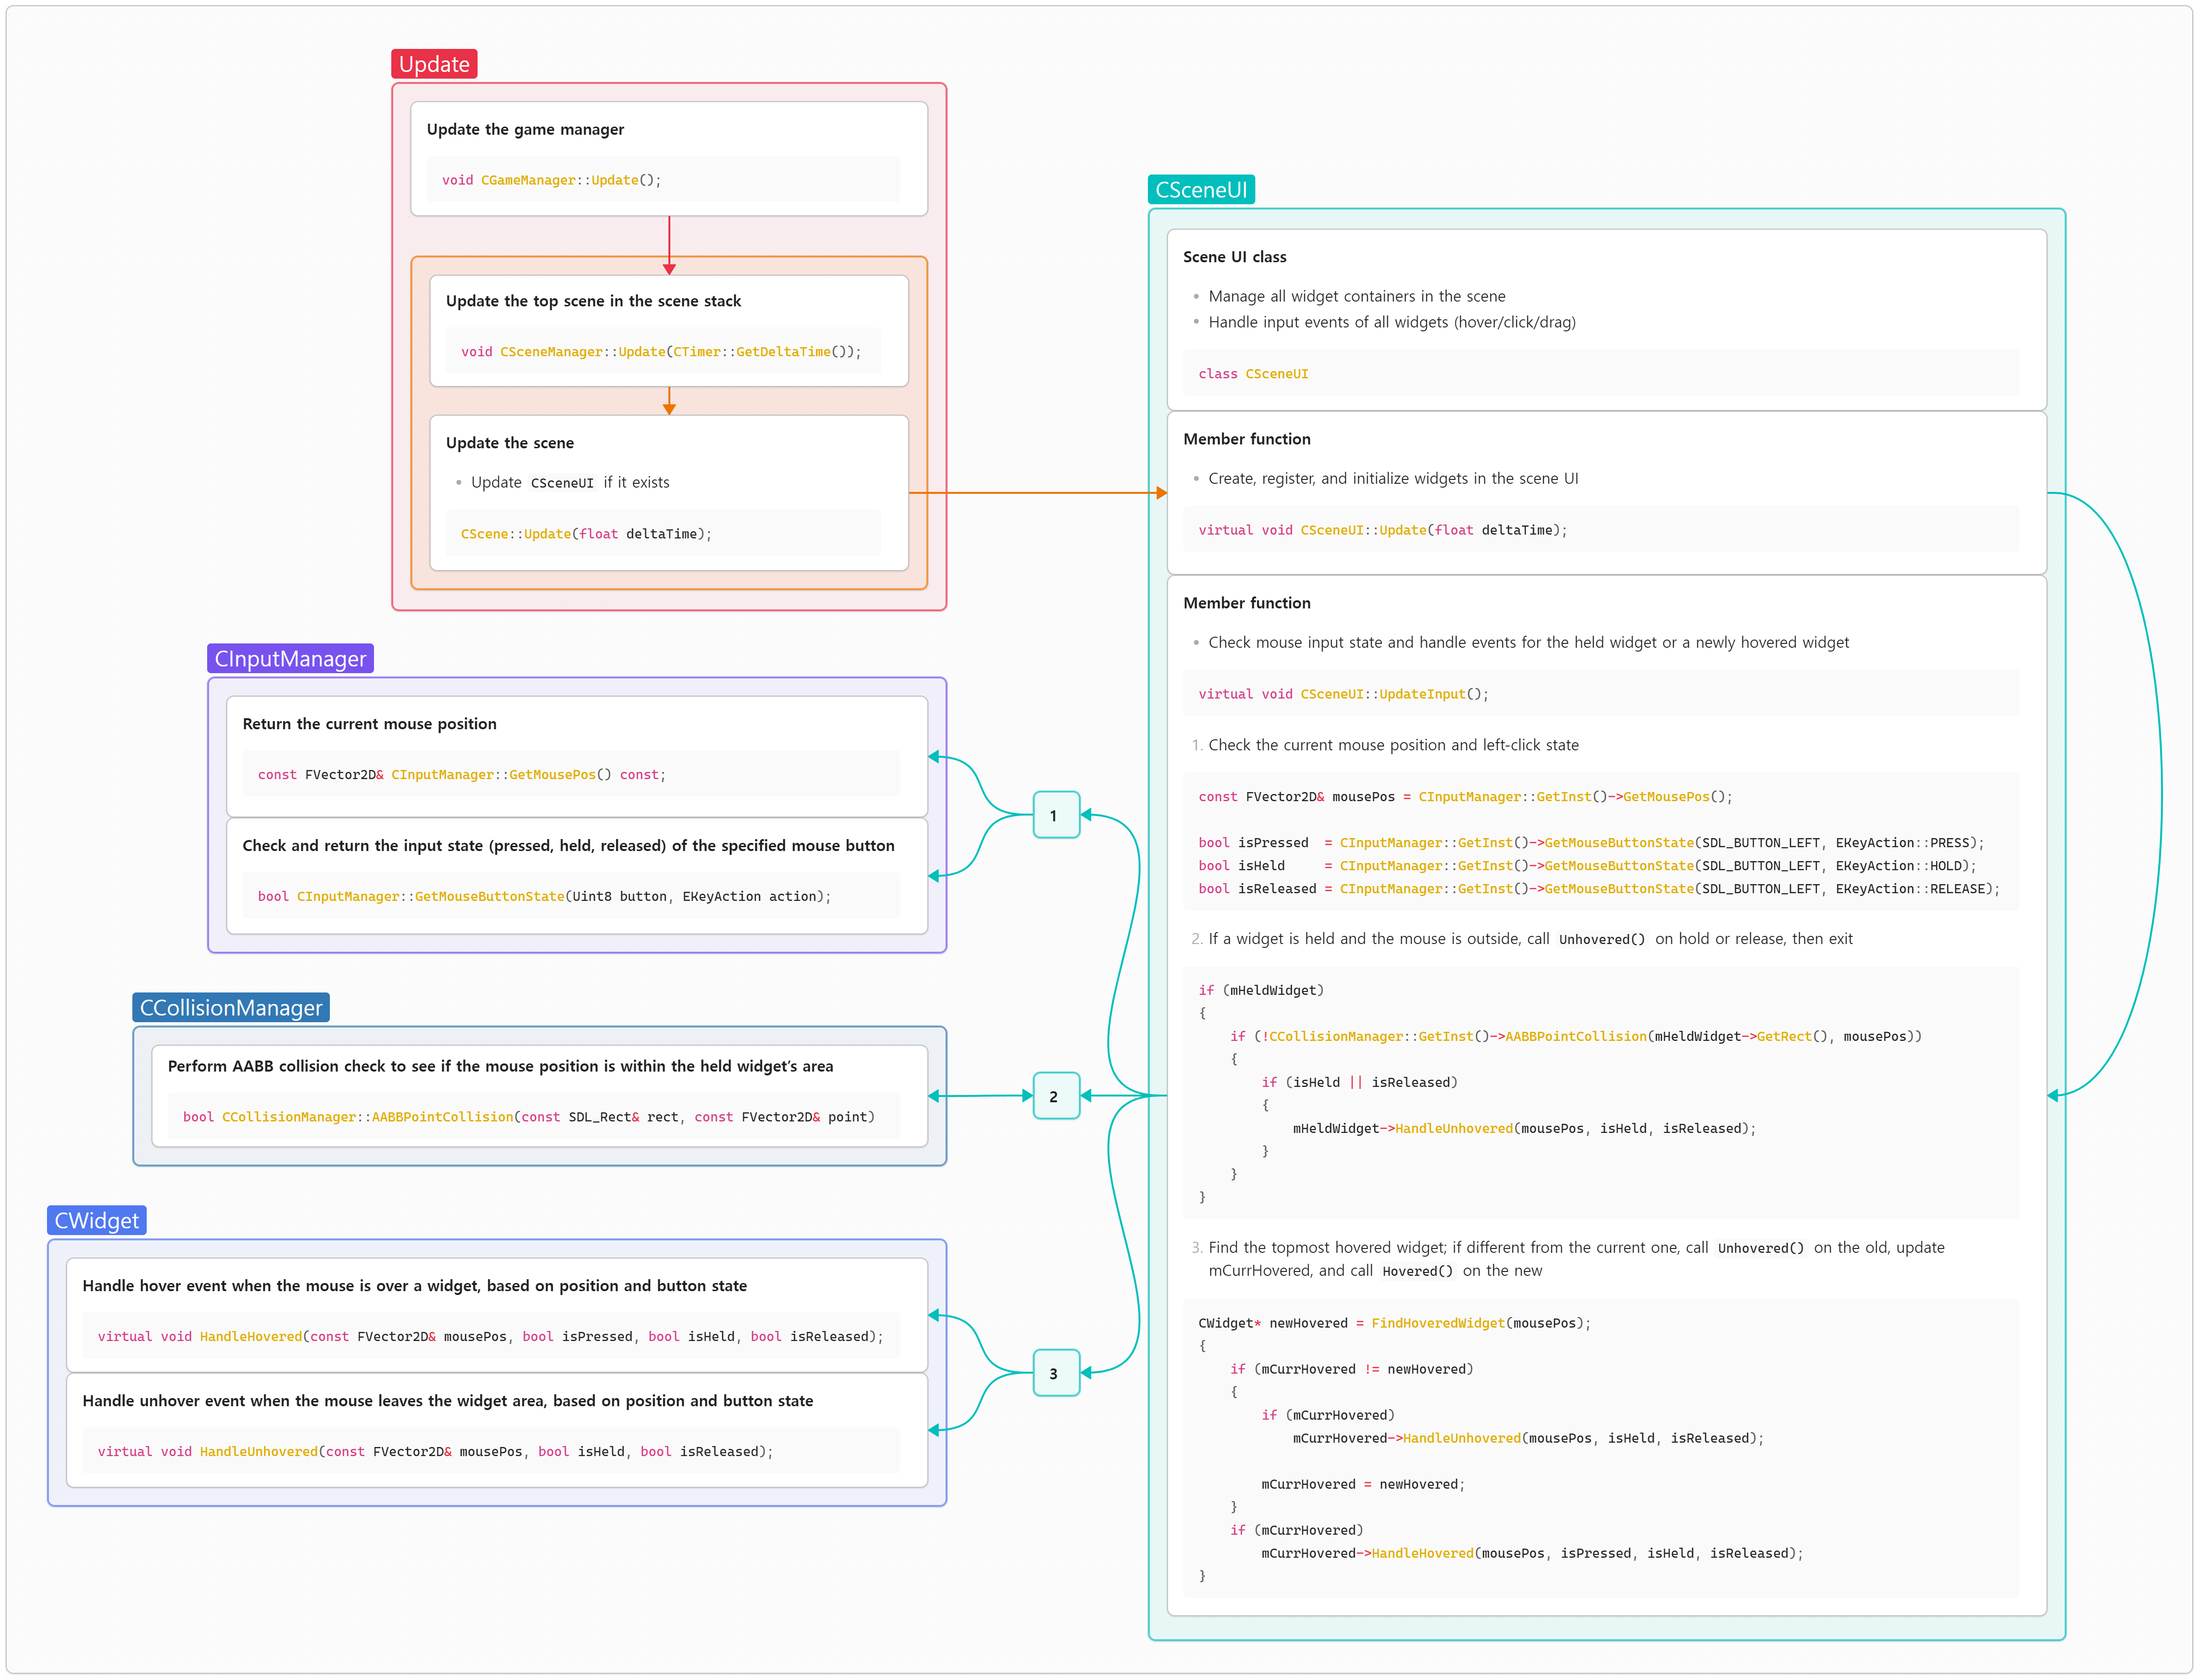 Update
Update the game manager
void CGameManager::Update();
Update the top scene in the scene stack
void CSceneManager::Update(CTimer::GetDeltaTime());
Update the scene
• Update CSceneUI if it exists
CScene::Update(float deltaTime);
CSceneUI
Scene UI class
• Manage all widget containers in the scene
• Handle input events of all widgets (hover/click/drag)
class CSceneUI
Member function
• Create, register, and initialize widgets in the scene UI
virtual void CSceneUI::Update(float deltaTime);
Member function
• Check mouse input state and handle events for the held widget or a newly hovered widget
virtual void CSceneUI::UpdateInput();
1. Check the current mouse position and left-click state
const FVector2D& mousePos = CInputManager::GetInst()->GetMousePos();
bool isPressed  = CInputManager::GetInst()->GetMouseButtonState(SDL_BUTTON_LEFT, EKeyAction::PRESS);
bool isHeld     = CInputManager::GetInst()->GetMouseButtonState(SDL_BUTTON_LEFT, EKeyAction::HOLD);
bool isReleased = CInputManager::GetInst()->GetMouseButtonState(SDL_BUTTON_LEFT, EKeyAction::RELEASE);
2. If a widget is held and the mouse is outside, call Unhovered() on hold or release, then exit
if (mHeldWidget)
{
    if (!CCollisionManager::GetInst()->AABBPointCollision(mHeldWidget->GetRect(), mousePos))
    {
        if (isHeld || isReleased)
        {
            mHeldWidget->HandleUnhovered(mousePos, isHeld, isReleased);
        }
    }
}
3. Find the topmost hovered widget; if different from the current one, call Unhovered() on the old, update
mCurrHovered, and call Hovered() on the new
CWidget* newHovered = FindHoveredWidget(mousePos);
{
    if (mCurrHovered != newHovered)
    {
        if (mCurrHovered)
            mCurrHovered->HandleUnhovered(mousePos, isHeld, isReleased);
        mCurrHovered = newHovered;
    }
    if (mCurrHovered)
        mCurrHovered->HandleHovered(mousePos, isPressed, isHeld, isReleased);
}
CInputManager
Return the current mouse position
const FVector2D& CInputManager::GetMousePos() const;
Check and return the input state (pressed, held, released) of the specified mouse button
bool CInputManager::GetMouseButtonState(Uint8 button, EKeyAction action);
1
CCollisionManager
Perform AABB collision check to see if the mouse position is within the held widget’s area
bool CCollisionManager::AABBPointCollision(const SDL_Rect& rect, const FVector2D& point)
2
CWidget
Handle hover event when the mouse is over a widget, based on position and button state
virtual void HandleHovered(const FVector2D& mousePos, bool isPressed, bool isHeld, bool isReleased);
Handle unhover event when the mouse leaves the widget area, based on position and button state
virtual void HandleUnhovered(const FVector2D& mousePos, bool isHeld, bool isReleased);
3